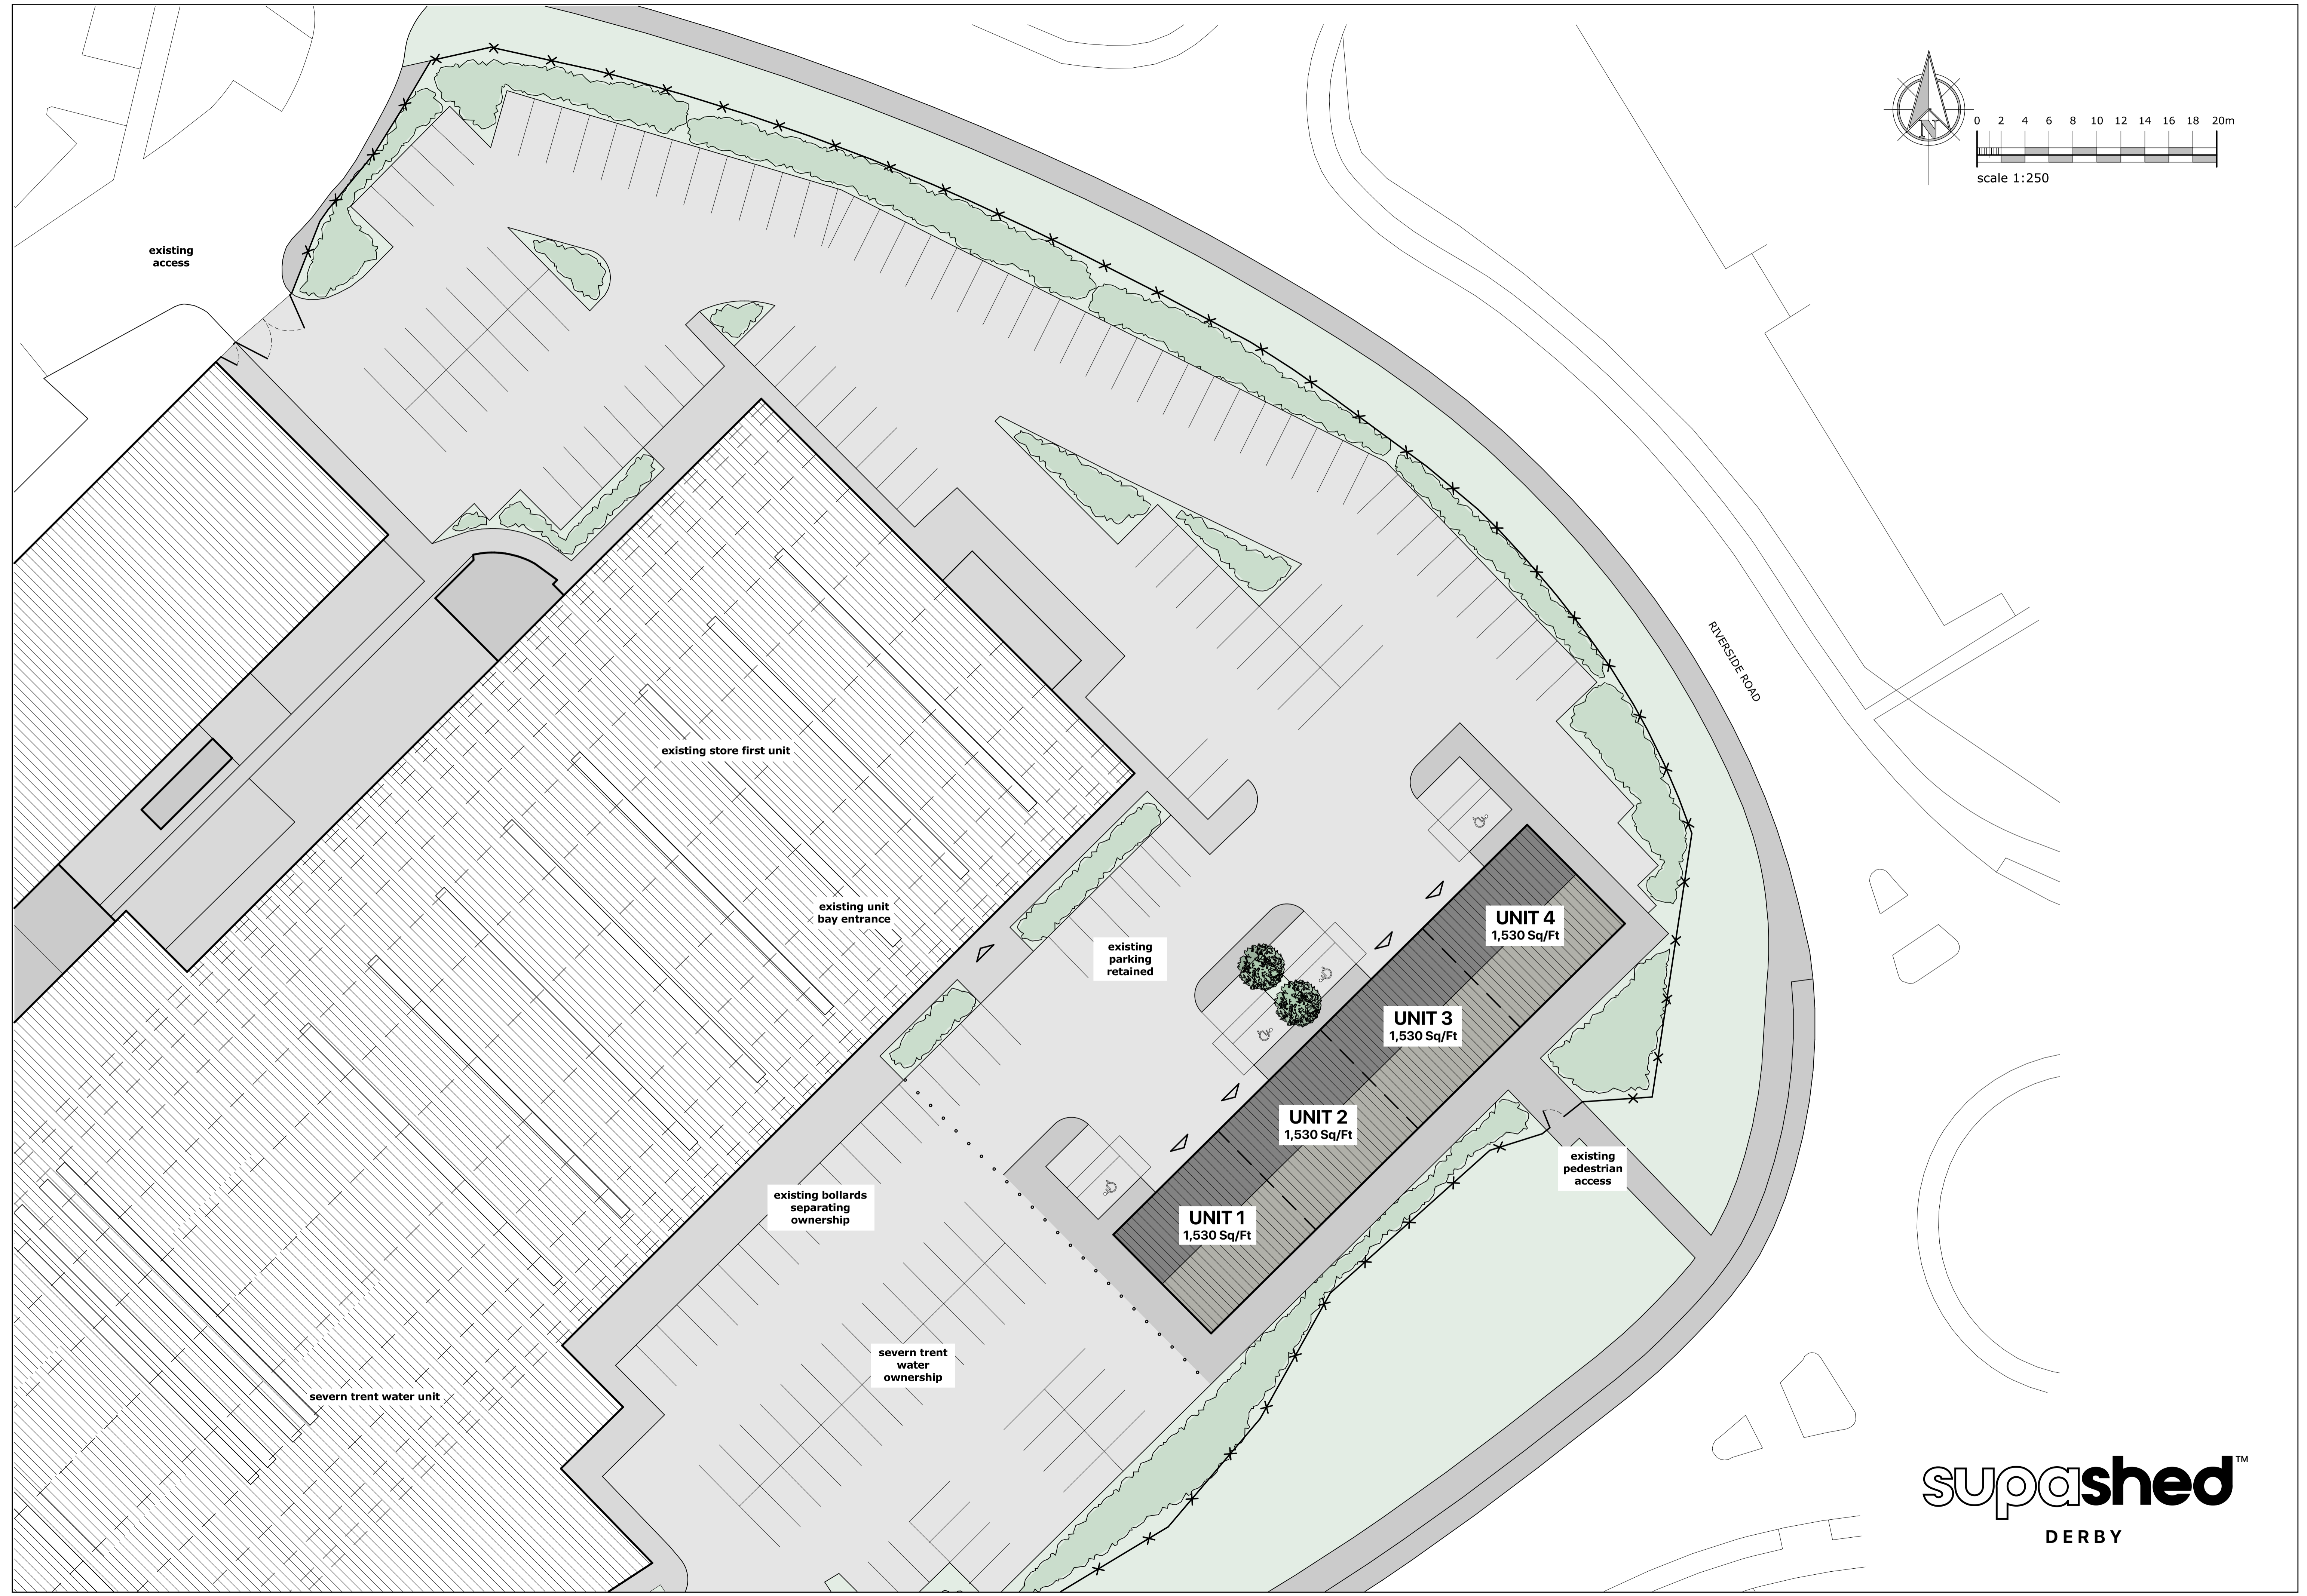 N
0 2 4 6 8 10 12 14 16 18 20m
scale 1:250
existing
access
RIVERSIDE ROAD
existing store first unit
existing unit
bay entrance
existing
parking
retained
UNIT 4
1,530 Sq/Ft
UNIT 3
1,530 Sq/Ft
UNIT 2
1,530 Sq/Ft
UNIT 1
1,530 Sq/Ft
existing
pedestrian
access
existing bollards
separating
ownership
severn trent
water
ownership
severn trent water unit
supashed™
DERBY